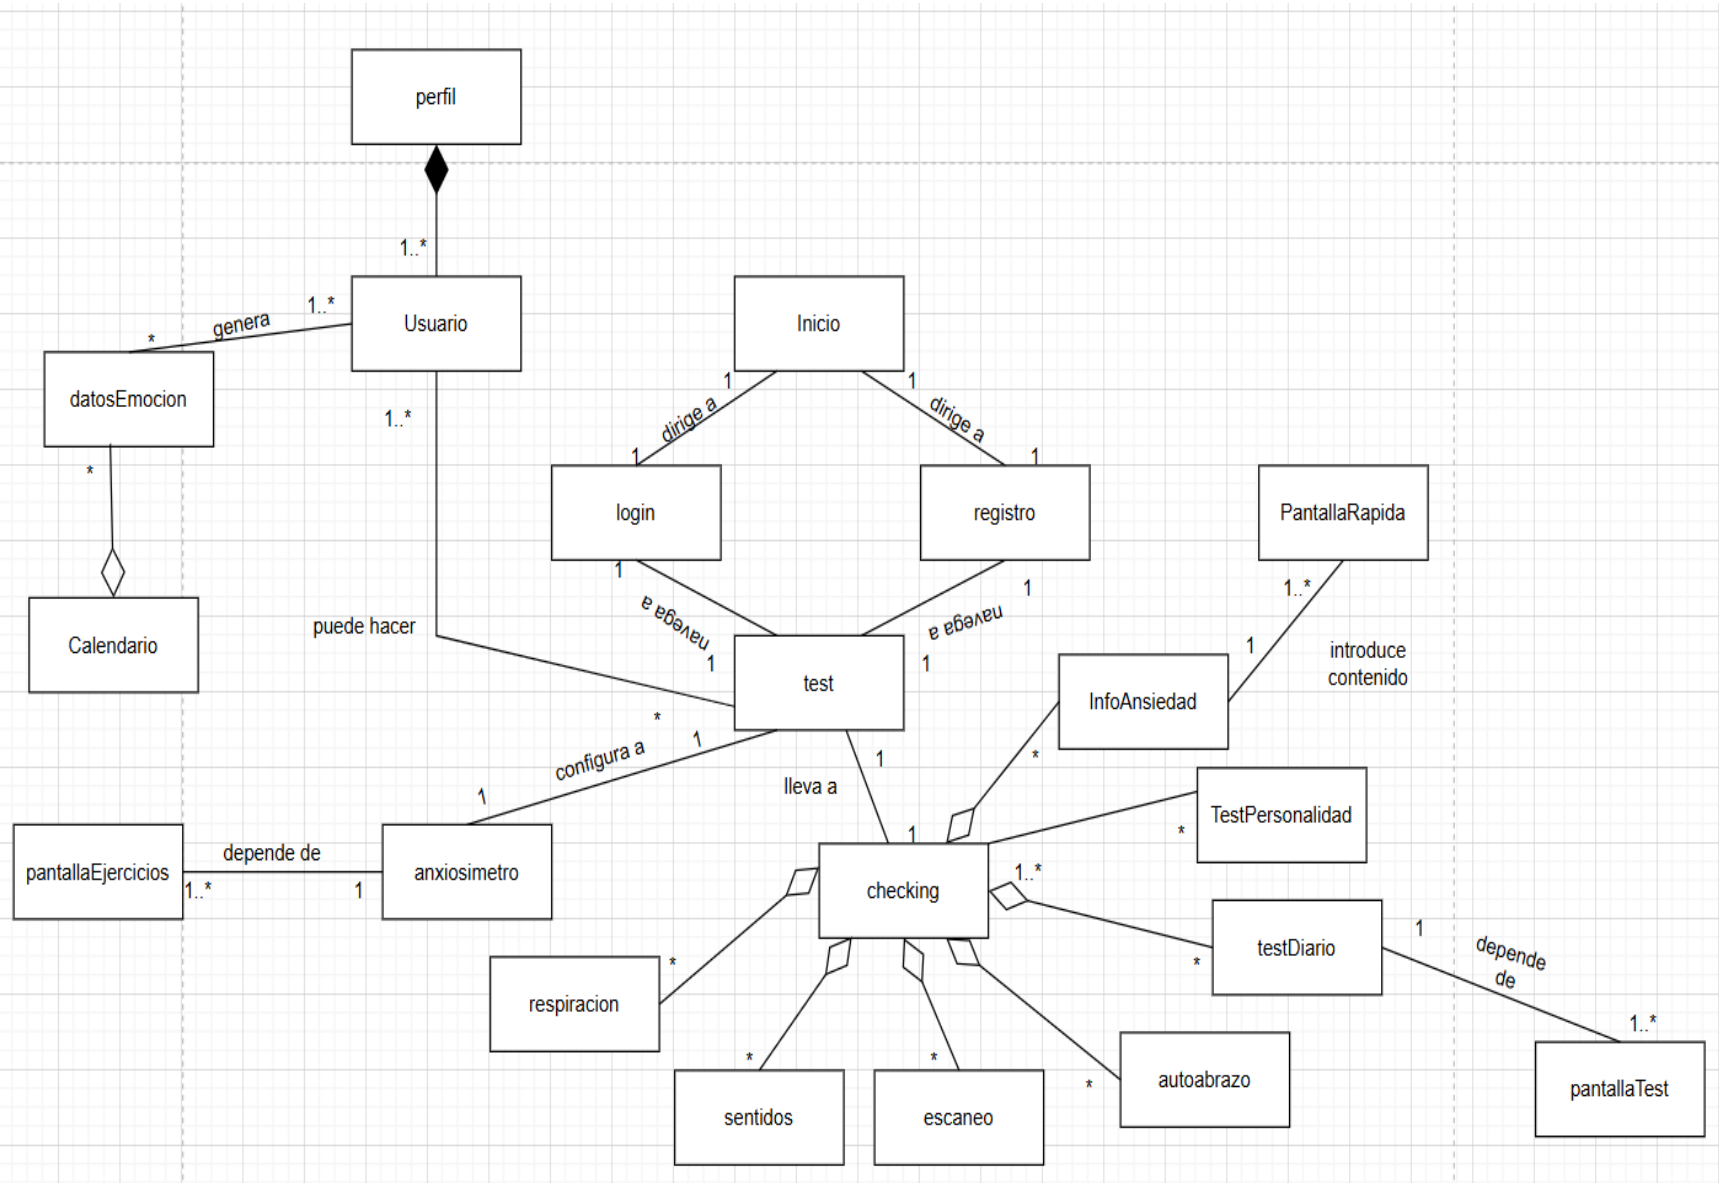 perfil
1..*
Usuario
1..*
genera
*
datosEmocion
*
Calendario
1..*
puede hacer
*
Inicio
1
1
dirige a
dirige a
1
1
login
registro
1
1
navega a
navega a
1
1
test
PantallaRapida
1..*
1
introduce
contenido
InfoAnsiedad
*
1
configura a
1
1
lleva a
1
TestPersonalidad
*
pantallaEjercicios
depende de
1..*
1
anxiosimetro
checking
1..*
testDiario
*
1
depende
de
1..*
pantallaTest
respiracion
*
sentidos
*
escaneo
*
autoabrazo
*